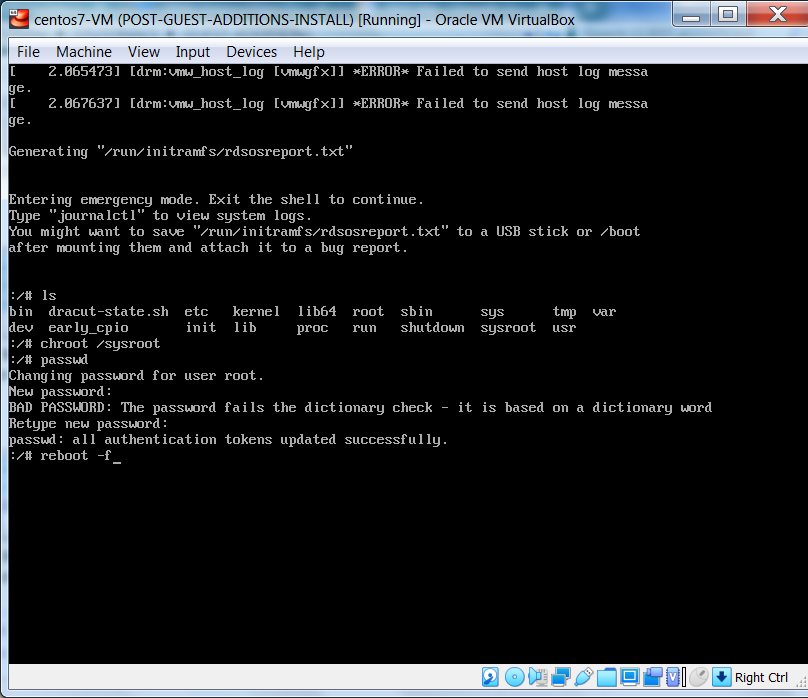 centos7-VM (POST-GUEST-ADDITIONS-INSTALL) [Running] - Oracle VM VirtualBox
File Machine View Input Devices Help
[    2.065473] [drm:vmw_host_log [vmwgfx]] *ERROR* Failed to send host log messa
ge.
[    2.067637] [drm:vmw_host_log [vmwgfx]] *ERROR* Failed to send host log messa
ge.
Generating "/run/initramfs/rdsosreport.txt"
Entering emergency mode. Exit the shell to continue.
Type "journalctl" to view system logs.
You might want to save "/run/initramfs/rdsosreport.txt" to a USB stick or /boot
after mounting them and attach it to a bug report.
:/# ls
bin  dracut-state.sh  etc   kernel  lib64  root  sbin      sys      tmp  var
dev  early_cpio       init  lib     proc   run   shutdown  sysroot  usr
:/# chroot /sysroot
:/# passwd
Changing password for user root.
New password:
BAD PASSWORD: The password fails the dictionary check - it is based on a dictionary word
Retype new password:
passwd: all authentication tokens updated successfully.
:/# reboot -f_
Right Ctrl